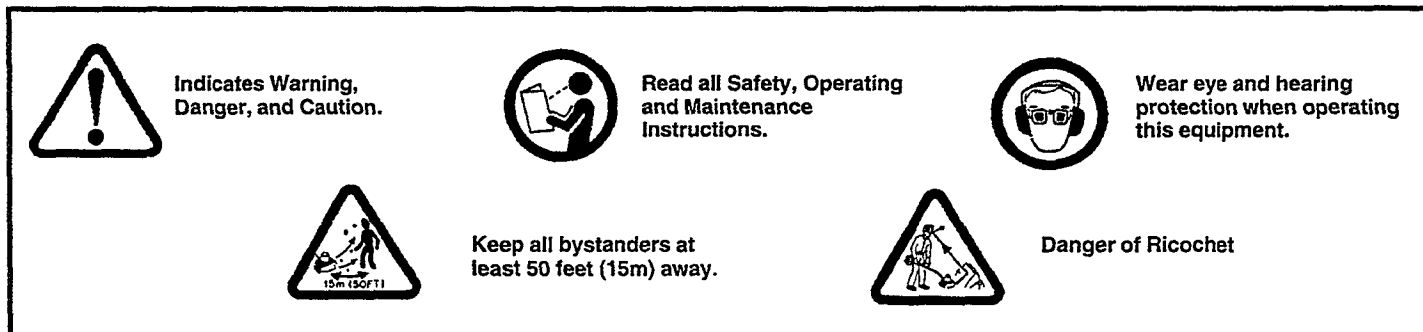 Indicates Warning,
Danger, and Caution.
Read all Safety, Operating
and Maintenance
Instructions.
Wear eye and hearing
protection when operating
this equipment.
15m (50FT)
Keep all bystanders at
least 50 feet (15m) away.
Danger of Ricochet